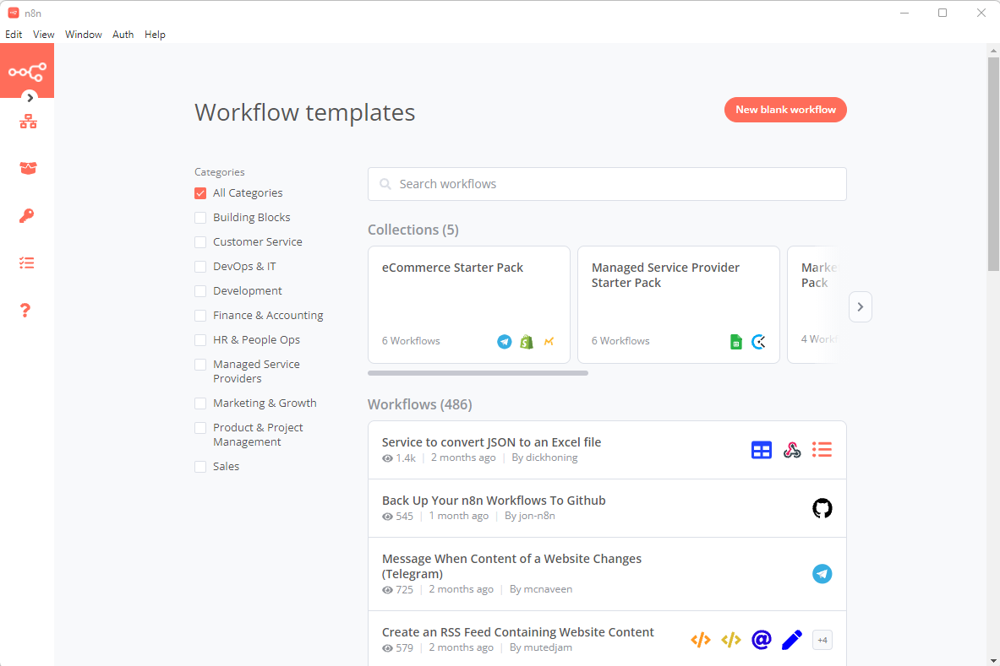 n8n
Edit View Window Auth Help
Workflow templates
New blank workflow
Categories
All Categories
Building Blocks
Customer Service
DevOps & IT
Development
Finance & Accounting
HR & People Ops
Managed Service
Providers
Marketing & Growth
Product & Project
Management
Sales
Search workflows
Collections (5)
eCommerce Starter Pack
6 Workflows
Managed Service Provider
Starter Pack
6 Workflows
Marke
Pack
4 Work
Workflows (486)
Service to convert JSON to an Excel file
1.4k | 2 months ago | By dickhoning
Back Up Your n8n Workflows To Github
545 | 1 month ago | By jon-n8n
Message When Content of a Website Changes
(Telegram)
725 | 2 months ago | By mcnaveen
Create an RSS Feed Containing Website Content
579 | 2 months ago | By mutedjam
+4